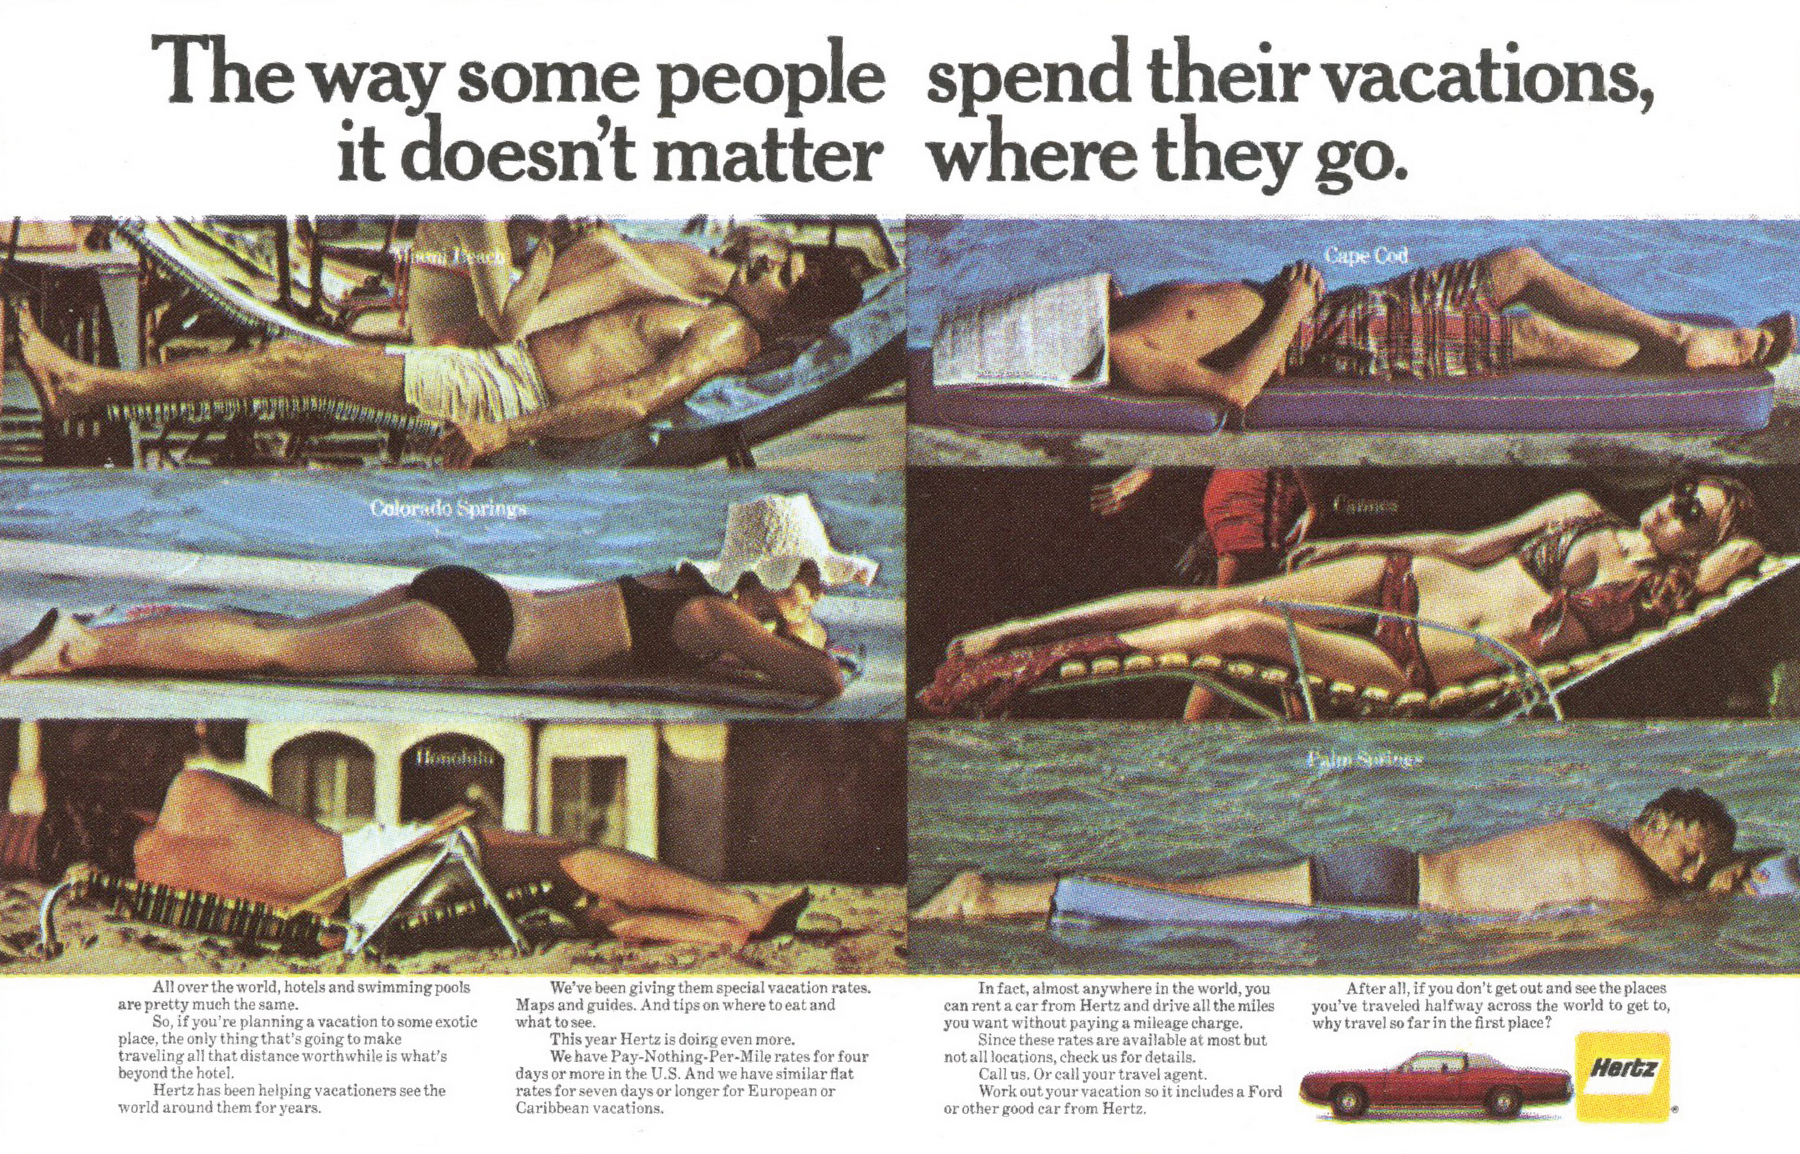 The way some people spend their vacations,
it doesn't matter where they go.
Miami Beach
Cape Cod
Colorado Springs
Cannes
Honolulu
Palm Springs
All over the world, hotels and swimming pools
are pretty much the same.
So, if you're planning a vacation to some exotic
place, the only thing that's going to make
traveling all that distance worthwhile is what's
beyond the hotel.
Hertz has been helping vacationers see the
world around them for years.
We've been giving them special vacation rates.
Maps and guides. And tips on where to eat and
what to see.
This year Hertz is doing even more.
We have Pay-Nothing-Per-Mile rates for four
days or more in the U.S. And we have similar flat
rates for seven days or longer for European or
Caribbean vacations.
In fact, almost anywhere in the world, you
can rent a car from Hertz and drive all the miles
you want without paying a mileage charge.
Since these rates are available at most but
not all locations, check us for details.
Call us. Or call your travel agent.
Work out your vacation so it includes a Ford
or other good car from Hertz.
After all, if you don't get out and see the places
you've traveled halfway across the world to get to,
why travel so far in the first place?
Hertz
®